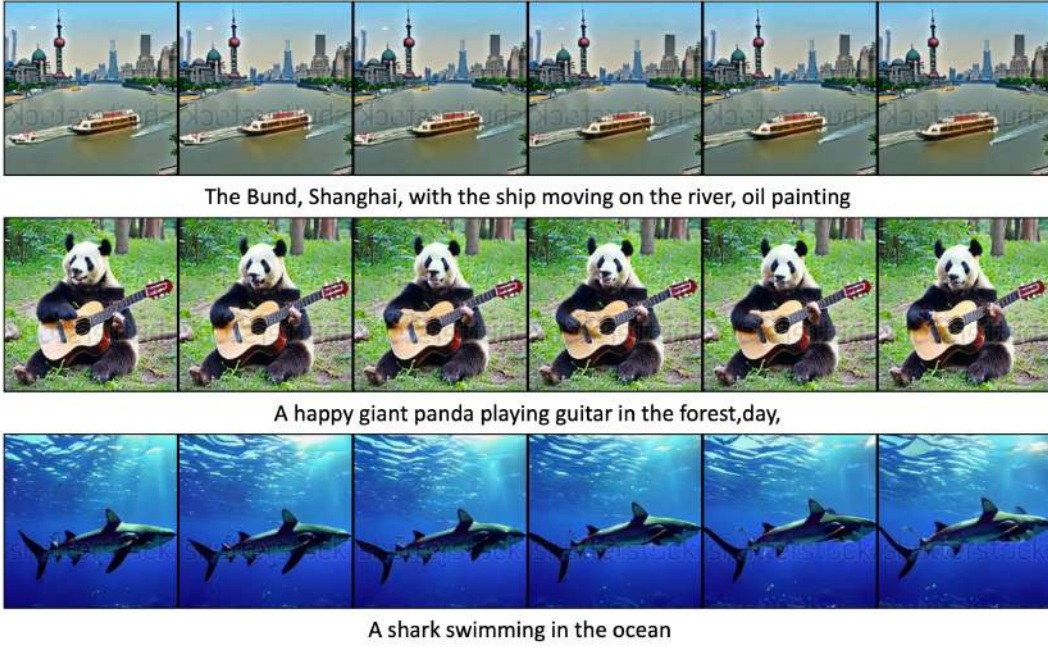 The Bund, Shanghai, with the ship moving on the river, oil painting
A happy giant panda playing guitar in the forest,day,
shutterstock
A shark swimming in the ocean